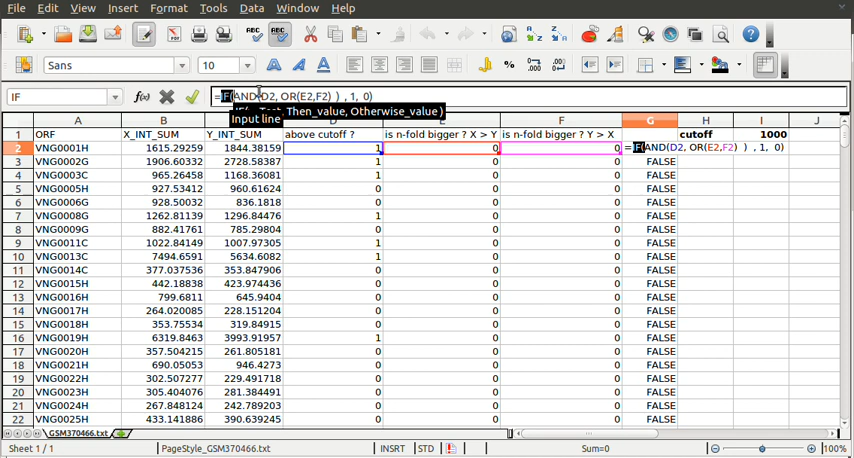 File Edit View Insert Format Tools Data Window Help
ABC ABC
Sans 10
IF f(x) =IF(AND(D2, OR(E2,F2) ) , 1, 0)
Then_value, Otherwise_value )
Input line
A B E F G H I J
1 ORF X_INT_SUM Y_INT_SUM above cutoff ? is n-fold bigger ? X > Y is n-fold bigger ? Y > X cutoff 1000
2 VNG0001H 1615.29259 1844.38159 1 0 0 =IF(AND(D2, OR(E2,F2) ) , 1, 0)
3 VNG0002G 1906.60332 2728.58387 1 0 0 FALSE
4 VNG0003C 965.26458 1168.36081 1 0 0 FALSE
5 VNG0005H 927.53412 960.61624 0 0 0 FALSE
6 VNG0006G 928.50032 836.1818 0 0 0 FALSE
7 VNG0008G 1262.81139 1296.84476 1 0 0 FALSE
8 VNG0009G 882.41761 785.29804 0 0 0 FALSE
9 VNG0011C 1022.84149 1007.97305 1 0 0 FALSE
10 VNG0013C 7494.6591 5634.6082 1 0 0 FALSE
11 VNG0014C 377.037536 353.847906 0 0 0 FALSE
12 VNG0015H 442.18838 423.974436 0 0 0 FALSE
13 VNG0016H 799.6811 645.9404 0 0 0 FALSE
14 VNG0017H 264.020085 228.151204 0 0 0 FALSE
15 VNG0018H 353.75534 319.84915 0 0 0 FALSE
16 VNG0019H 6319.8463 3993.91957 1 0 0 FALSE
17 VNG0020H 357.504215 261.805181 0 0 0 FALSE
18 VNG0021H 690.05053 946.4273 0 0 0 FALSE
19 VNG0022H 302.507277 229.491718 0 0 0 FALSE
20 VNG0023H 305.404076 281.384491 0 0 0 FALSE
21 VNG0024H 267.848124 242.789203 0 0 0 FALSE
22 VNG0025H 433.141886 390.639245 0 0 0 FALSE
GSM370466.txt
Sheet 1 / 1 PageStyle_GSM370466.txt INSRT STD Sum=0 100%